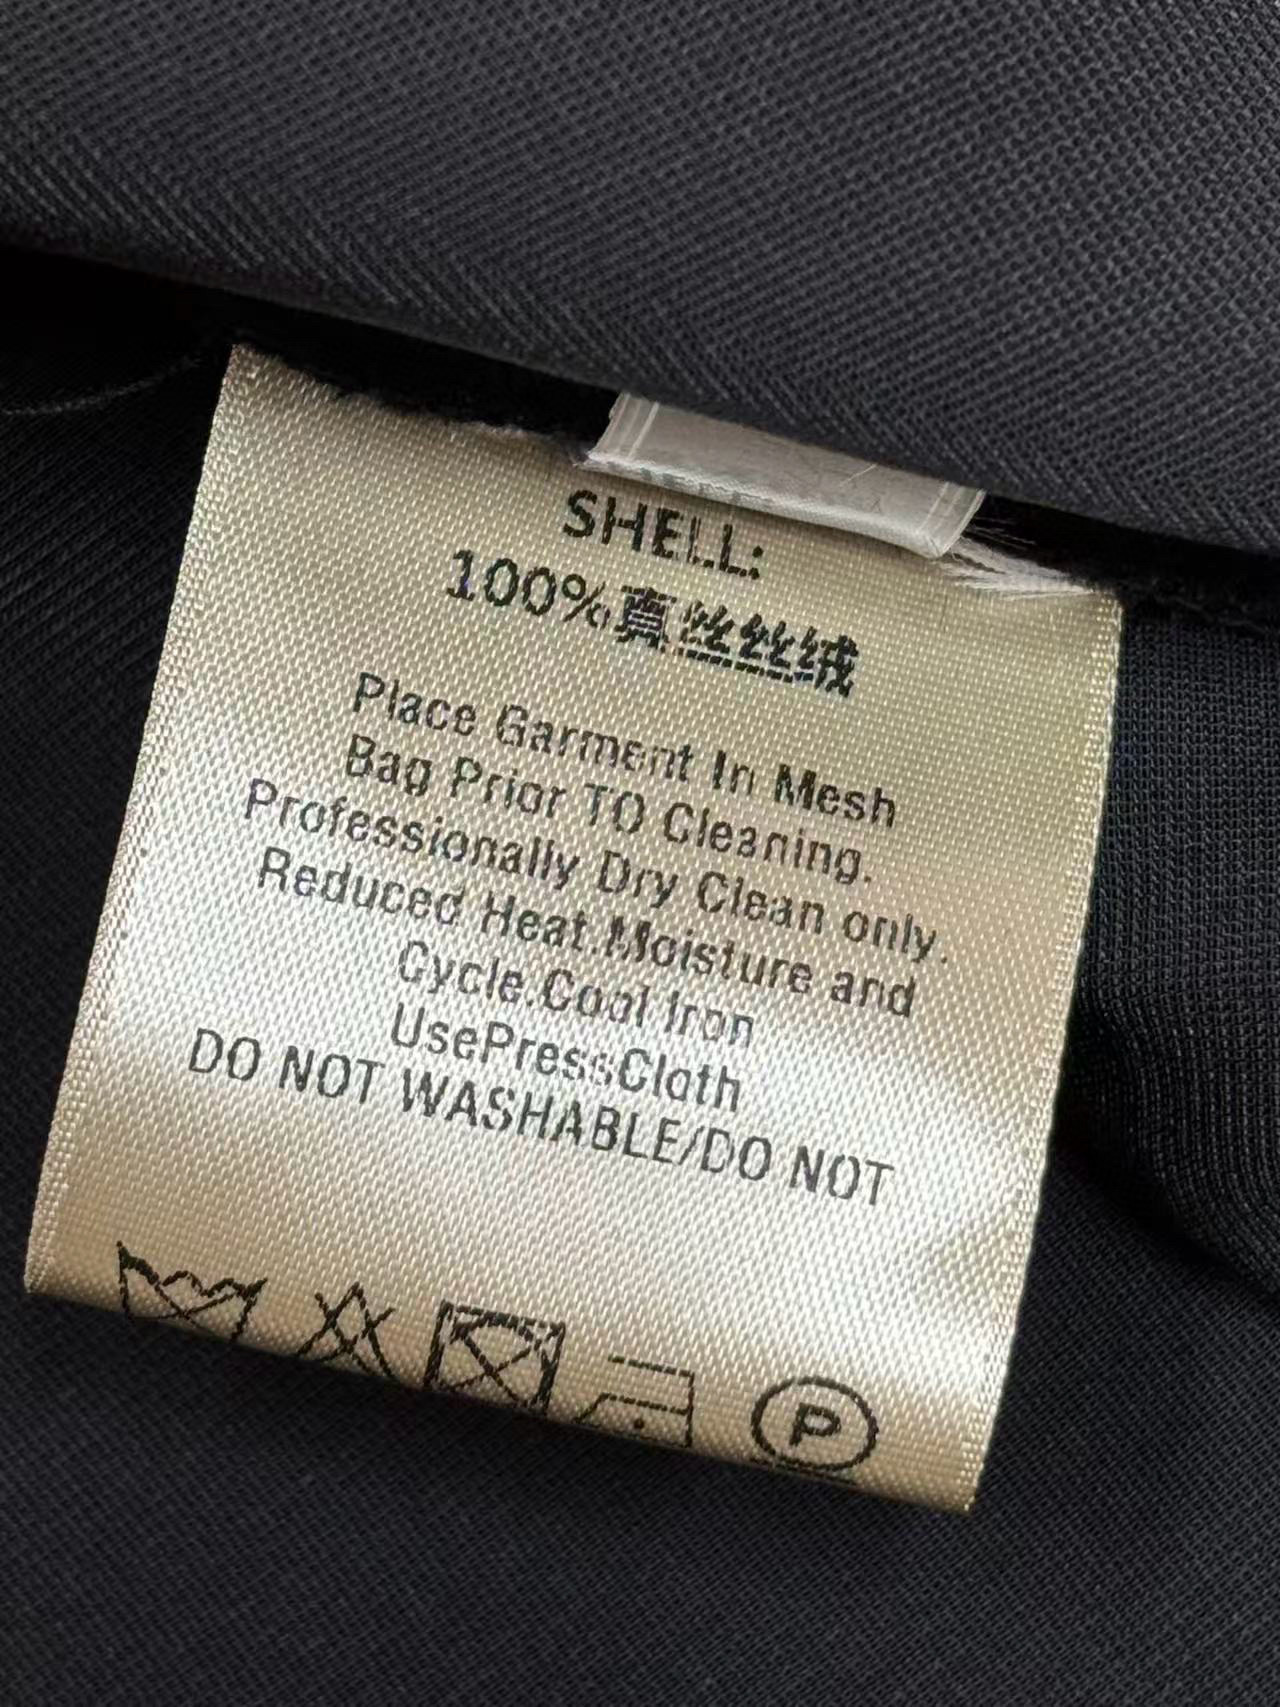 SHELL:
100%真丝丝绒
Place Garment In Mesh
Bag Prior TO Cleaning.
Professionally Dry Clean only.
Reduced Heat.Moisture and
Cycle.Cool Iron
UsePressCloth
DO NOT WASHABLE/DO NOT
P